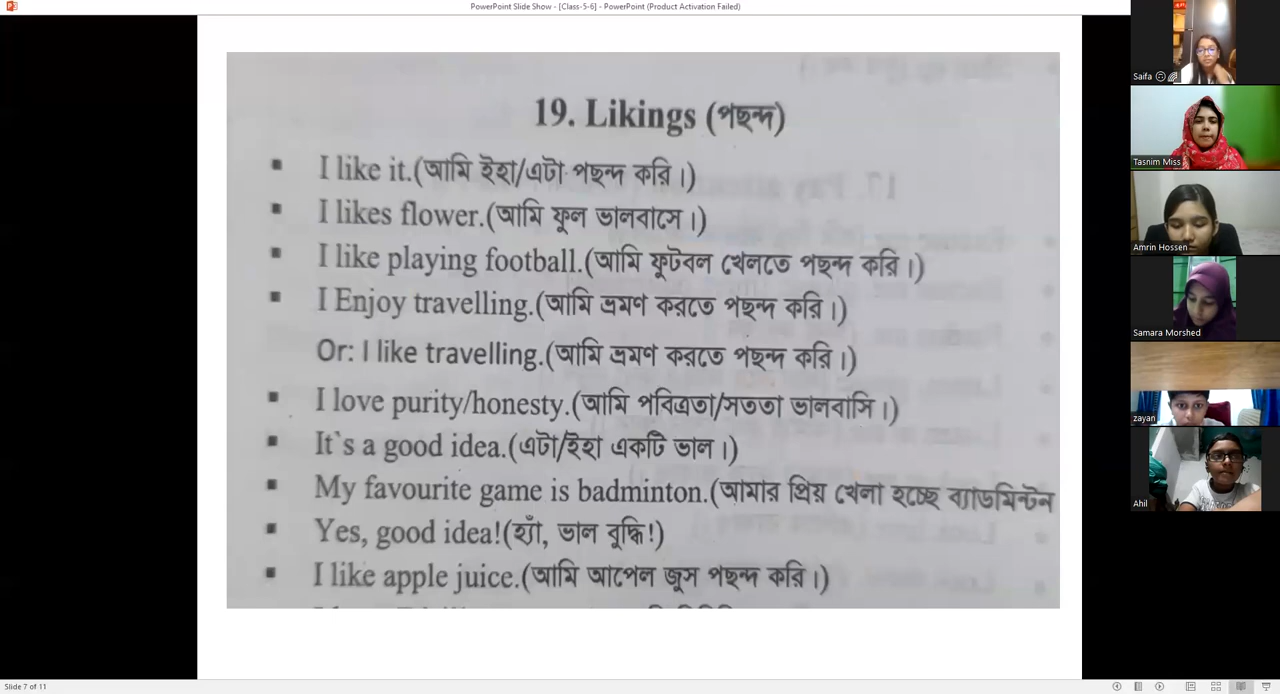 PowerPoint Slide Show - [Class-5-6] - PowerPoint (Product Activation Failed)
19. Likings (পছন্দ)
▪ I like it.(আমি ইহা/এটা পছন্দ করি।)
▪ I likes flower.(আমি ফুল ভালবাসে।)
▪ I like playing football.(আমি ফুটবল খেলতে পছন্দ করি।)
▪ I Enjoy travelling.(আমি ভ্রমণ করতে পছন্দ করি।)
Or: I like travelling.(আমি ভ্রমণ করতে পছন্দ করি।)
▪ I love purity/honesty.(আমি পবিত্রতা/সততা ভালবাসি।)
▪ It`s a good idea.(এটা/ইহা একটি ভাল।)
▪ My favourite game is badminton.(আমার প্রিয় খেলা হচ্ছে ব্যাডমিন্টন
▪ Yes, good idea!(হ্যাঁ, ভাল বুদ্ধি!)
▪ I like apple juice.(আমি আপেল জুস পছন্দ করি।)
Saifa
Tasnim Miss
Amrin Hossen
Samara Morshed
zayan
Ahil
Slide 7 of 11